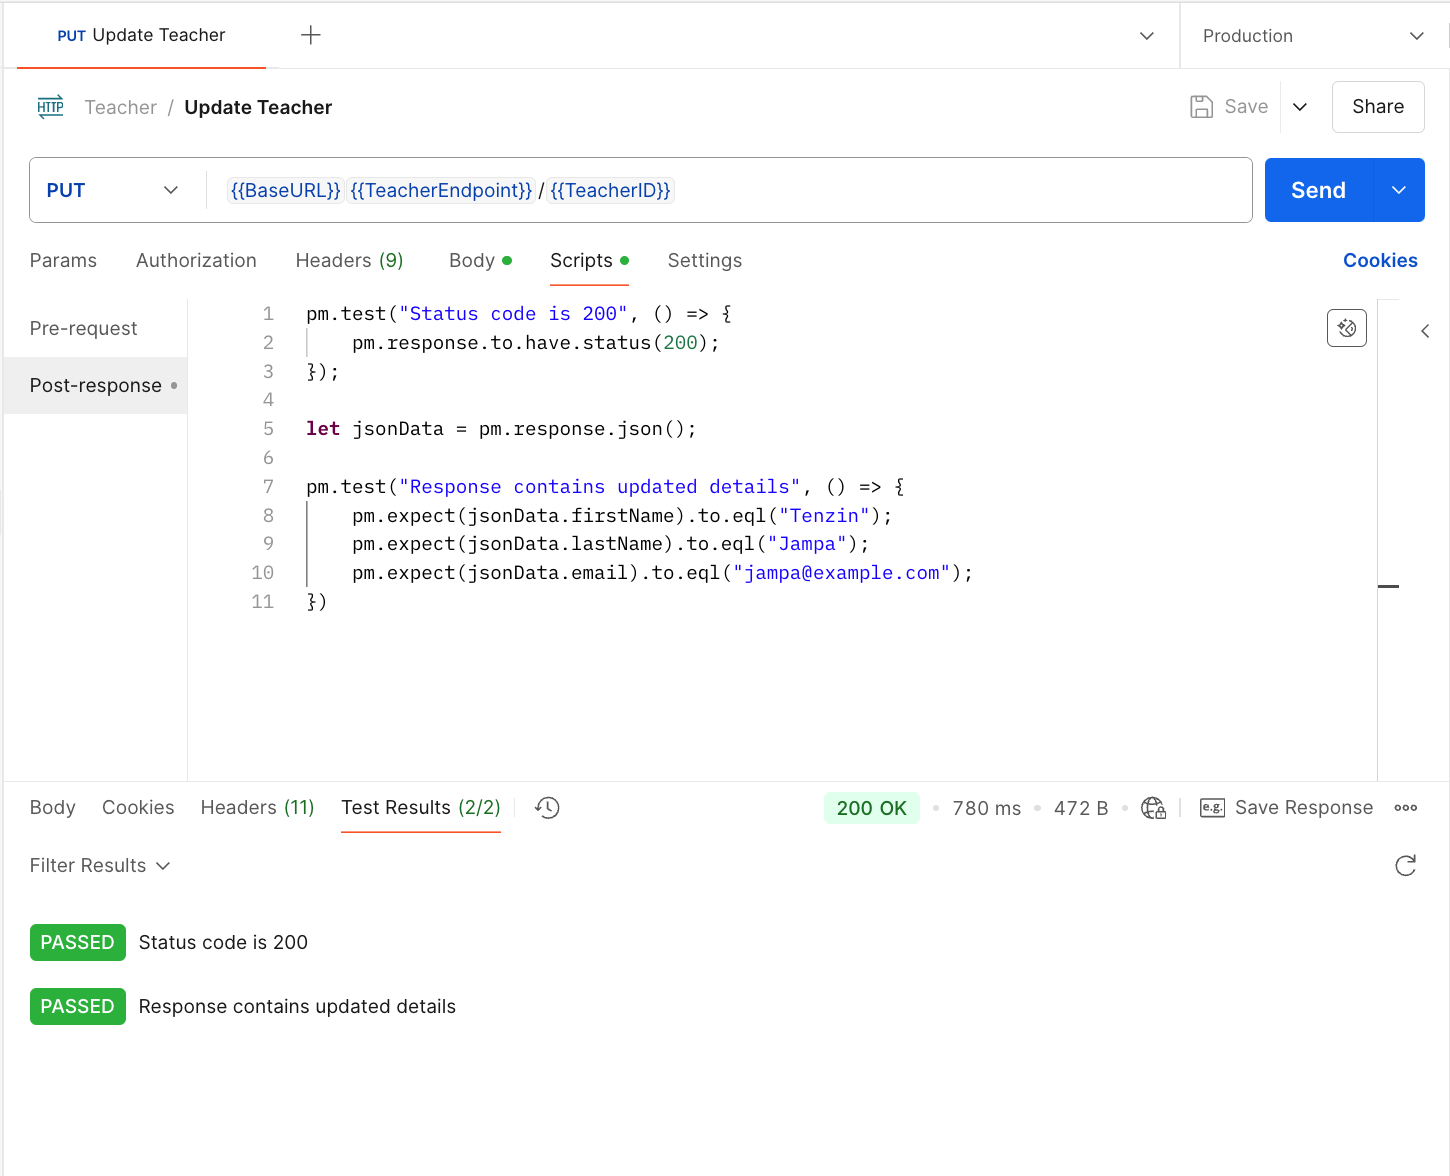 PUT Update Teacher
Production
HTTP Teacher / Update Teacher
Save
Share
PUT {{BaseURL}} {{TeacherEndpoint}} / {{TeacherID}}
Send
Params Authorization Headers (9) Body Scripts Settings Cookies
Pre-request
Post-response
1 pm.test("Status code is 200", () => {
2 pm.response.to.have.status(200);
3 });
4
5 let jsonData = pm.response.json();
6
7 pm.test("Response contains updated details", () => {
8 pm.expect(jsonData.firstName).to.eql("Tenzin");
9 pm.expect(jsonData.lastName).to.eql("Jampa");
10 pm.expect(jsonData.email).to.eql("jampa@example.com");
11 })
Body Cookies Headers (11) Test Results (2/2) 200 OK 780 ms 472 B e.g. Save Response
Filter Results
PASSED Status code is 200
PASSED Response contains updated details